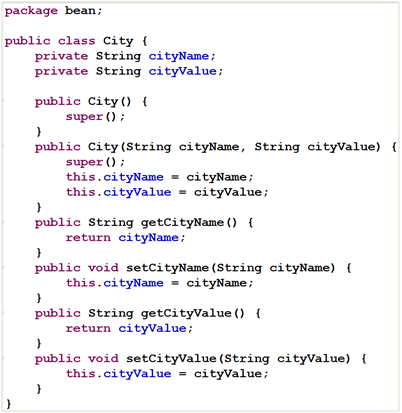 package bean;
public class City {
private String cityName;
private String cityValue;
public City() {
super();
}
public City(String cityName, String cityValue) {
super();
this.cityName = cityName;
this.cityValue = cityValue;
}
public String getCityName() {
return cityName;
}
public void setCityName(String cityName) {
this.cityName = cityName;
}
public String getCityValue() {
return cityValue;
}
public void setCityValue(String cityValue) {
this.cityValue = cityValue;
}
}